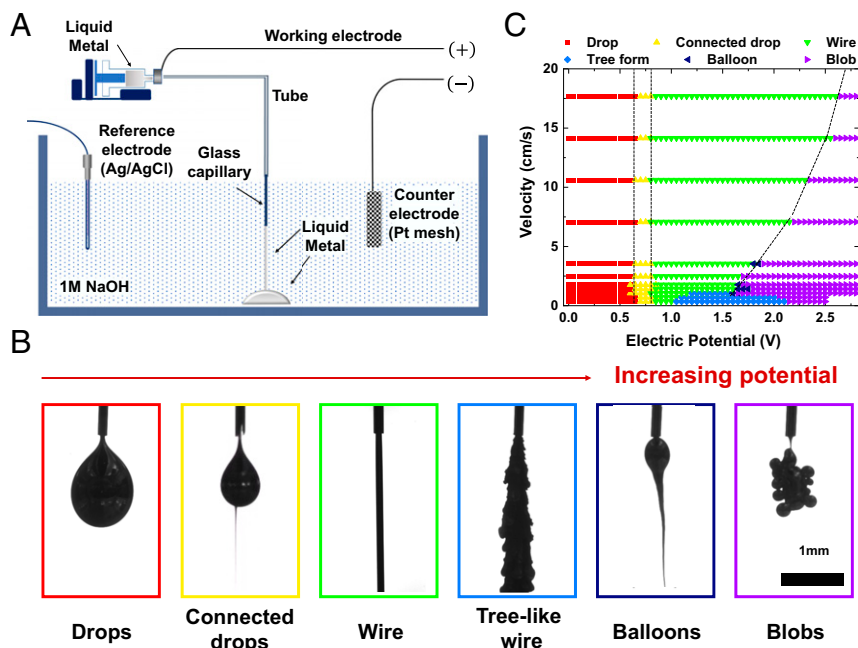 A
Liquid
Metal
Working electrode
(+)
(−)
Tube
Reference
electrode
(Ag/AgCl)
Glass
capillary
Counter
electrode
(Pt mesh)
Liquid
Metal
1M NaOH
C
Drop
Connected drop
Wire
Tree form
Balloon
Blob
20
15
10
5
0
Velocity (cm/s)
0.0 0.5 1.0 1.5 2.0 2.5
Electric Potential (V)
B
Increasing potential
1mm
Drops
Connected
drops
Wire
Tree-like
wire
Balloons
Blobs